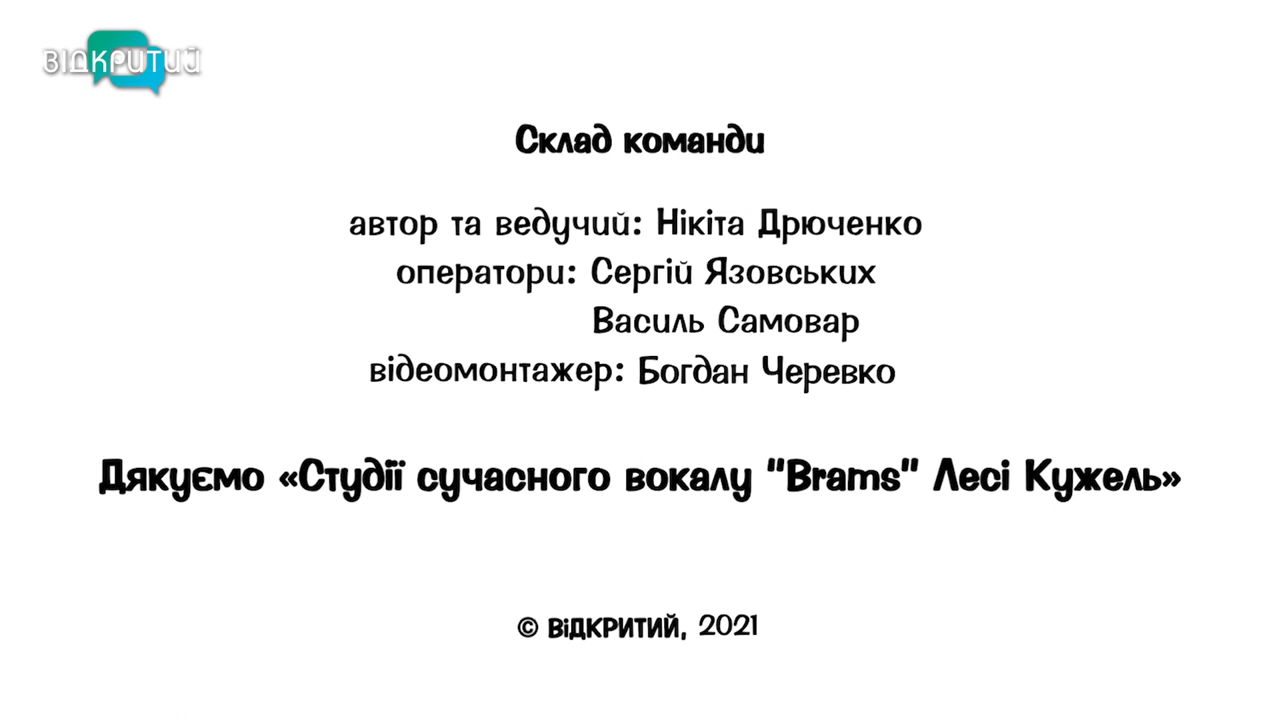 ВІДКРИТИЙ
Склад команди
автор та ведучий: Нікіта Дрюченко
оператори: Сергій Язовських
Василь Самовар
відеомонтажер: Богдан Черевко
Дякуємо «Студії сучасного вокалу "Brams" Лесі Кужель»
© ВіДКРИТИЙ, 2021